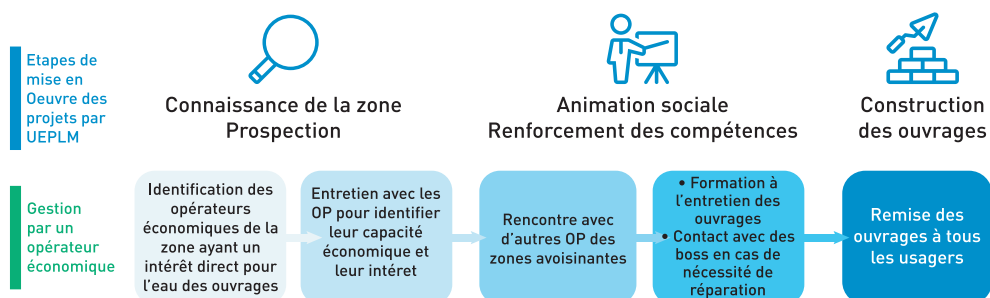 Etapes de
mise en
Oeuvre des
projets par
UEPLM
Connaissance de la zone
Prospection
Animation sociale
Renforcement des compétences
Construction
des ouvrages
Gestion
par un
opérateur
économique
Identification des
opérateurs
économiques de la
zone ayant un
intérêt direct pour
l'eau des ouvrages
Entretien avec les
OP pour identifier
leur capacité
économique et
leur intéret
Rencontre avec
d'autres OP des
zones avoisinantes
• Formation à
l'entretien des
ouvrages
• Contact avec des
boss en cas de
nécessité de
réparation
Remise des
ouvrages à tous
les usagers